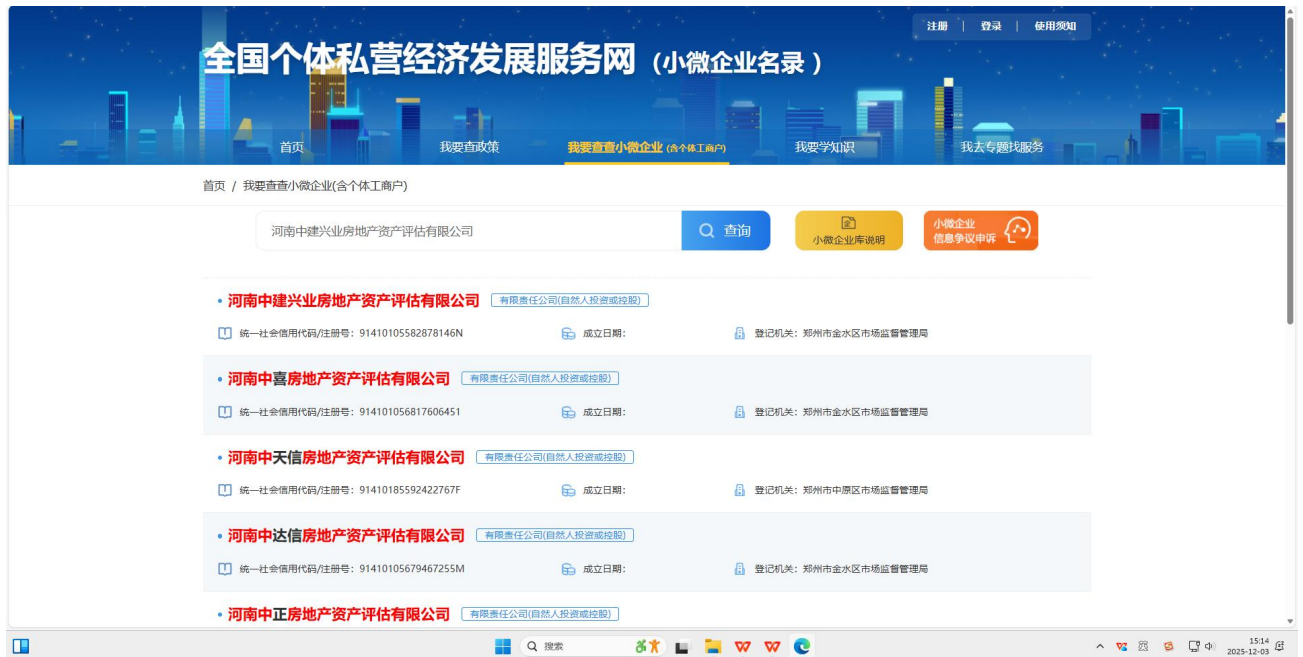 注册 | 登录 | 使用须知
全国个体私营经济发展服务网（小微企业名录）
首页 我要查政策 我要查查小微企业 (含个体工商户) 我要学知识 我去专题找服务
首页 / 我要查查小微企业(含个体工商户)
河南中建兴业房地产资产评估有限公司 查询 小微企业库说明 小微企业信息争议申诉
河南中建兴业房地产资产评估有限公司 有限责任公司(自然人投资或控股)
统一社会信用代码/注册号：91410105582878146N 成立日期： 登记机关：郑州市金水区市场监督管理局
河南中喜房地产资产评估有限公司 有限责任公司(自然人投资或控股)
统一社会信用代码/注册号：914101056817606451 成立日期： 登记机关：郑州市金水区市场监督管理局
河南中天信房地产资产评估有限公司 有限责任公司(自然人投资或控股)
统一社会信用代码/注册号：91410185592422767F 成立日期： 登记机关：郑州市中原区市场监督管理局
河南中达信房地产资产评估有限公司 有限责任公司(自然人投资或控股)
统一社会信用代码/注册号：91410105679467255M 成立日期： 登记机关：郑州市金水区市场监督管理局
河南中正房地产资产评估有限公司 有限责任公司(自然人投资或控股)
搜索 15:14
2025-12-03